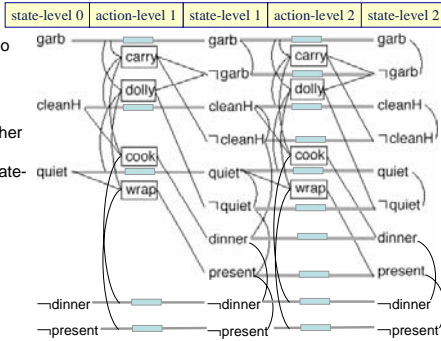 state-level 0 action-level 1 state-level 1 action-level 2 state-level 2
o garb garb garb
carry carry
¬garb ¬garb
dolly dolly
cleanH cleanH cleanH
her ¬cleanH ¬cleanH
cook cook
ate- quiet quiet quiet
wrap wrap
¬quiet ¬quiet
dinner dinner
present present
¬dinner ¬dinner ¬dinner
¬present ¬present ¬present